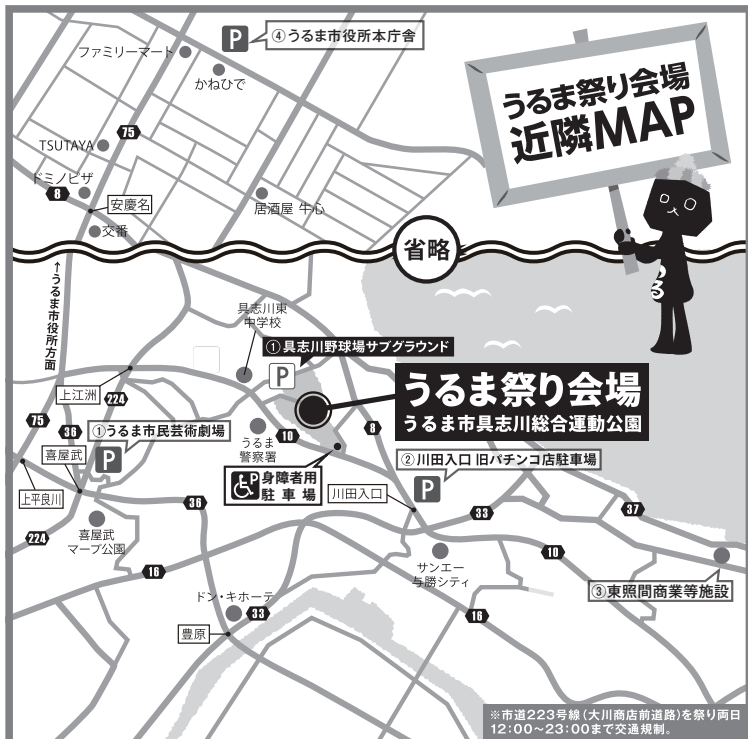 ④うるま市役所本庁舎
ファミリーマート
かねひで
うるま祭り会場
近隣MAP
75
TSUTAYA
ドミノピザ
8
安慶名
居酒屋 牛心
交番
省略
うる
↑うるま市役所方面
具志川東
中学校
①具志川野球場サブグラウンド
P
P
うるま祭り会場
うるま市具志川総合運動公園
上江洲
224
75
36
①うるま市民芸術劇場
P
喜屋武
8
10
うるま
警察署
②川田入口 旧パチンコ店駐車場
P
P
身障者用
駐車場
川田入口
上平良川
36
33
37
224
喜屋武
マーブ公園
16
10
サンエー
与勝シティ
③東照間商業等施設
ドン・キホーテ
33
16
豊原
※市道223号線(大川商店前道路)を祭り両日
12:00~23:00まで交通規制。